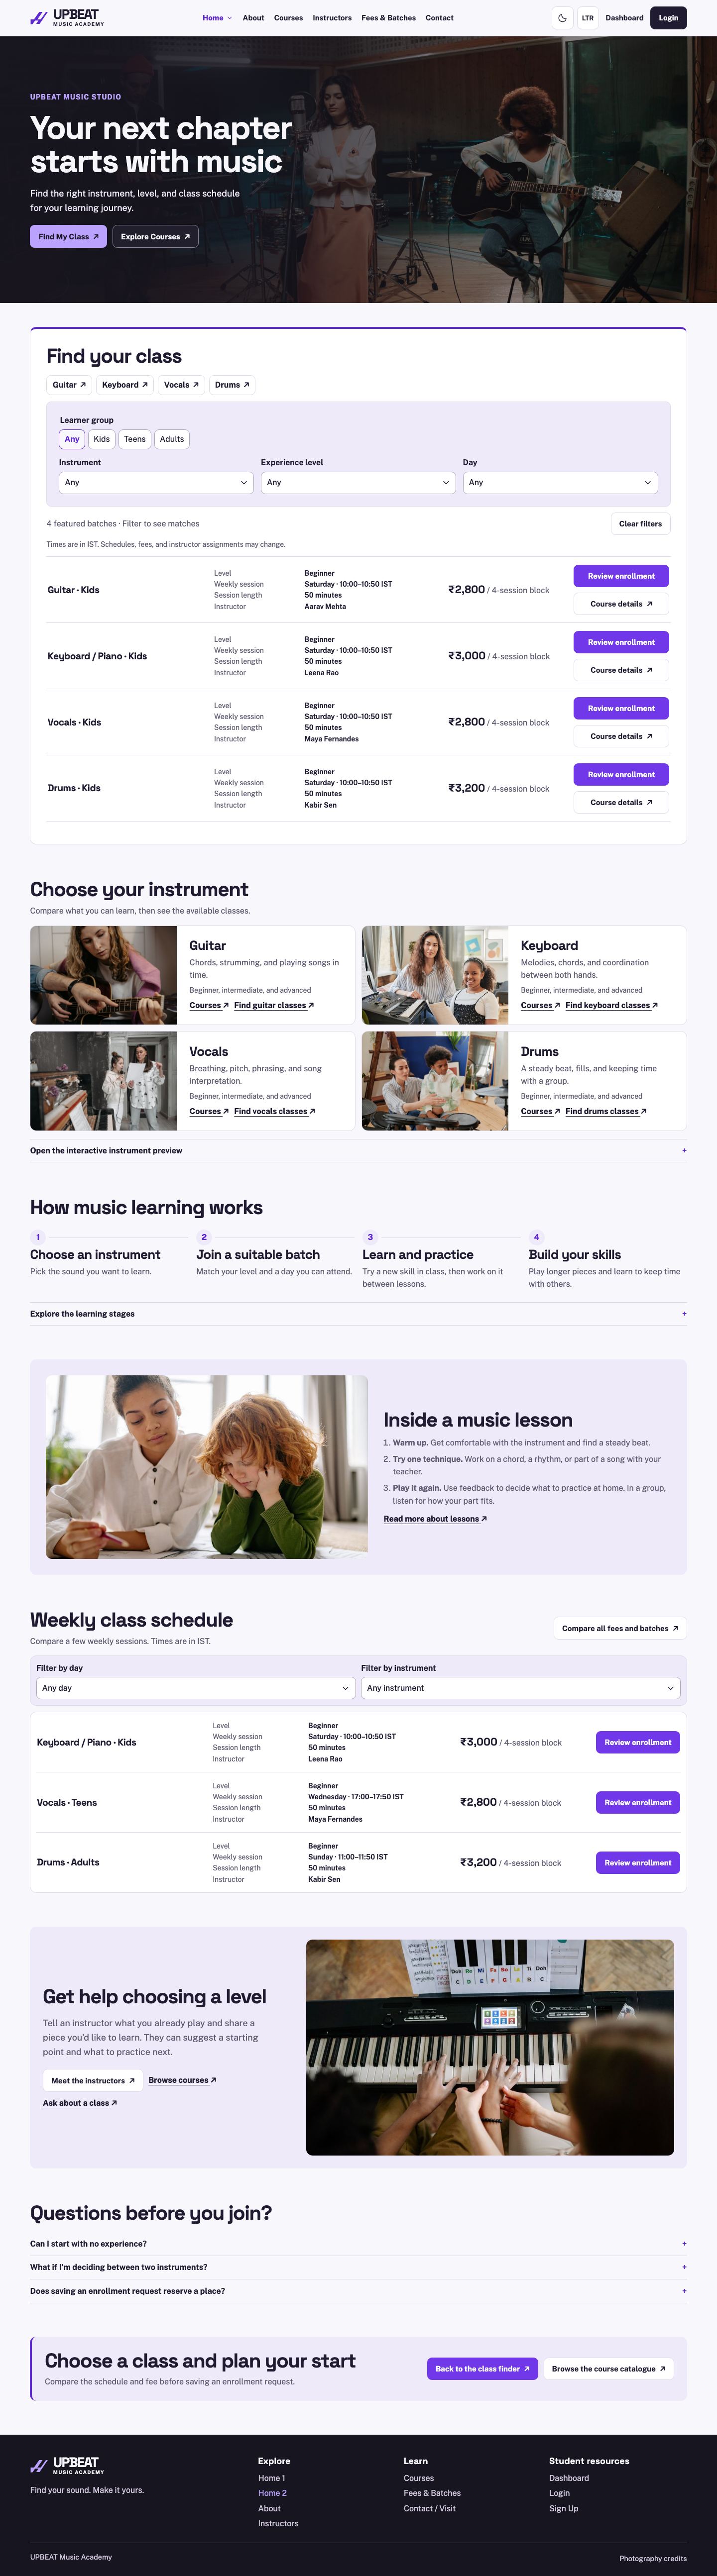 UPBEAT
MUSIC ACADEMY
Home
About
Courses
Instructors
Fees & Batches
Contact
LTR
Dashboard
Login
UPBEAT MUSIC STUDIO
Your next chapter
starts with music
Find the right instrument, level, and class schedule
for your learning journey.
Find My Class ↗
Explore Courses ↗
Find your class
Guitar ↗
Keyboard ↗
Vocals ↗
Drums ↗
Learner group
Any
Kids
Teens
Adults
Instrument
Experience level
Day
Any
Any
Any
4 featured batches · Filter to see matches
Clear filters
Times are in IST. Schedules, fees, and instructor assignments may change.
Guitar · Kids
Level Beginner
Weekly session Saturday · 10:00–10:50 IST
Session length 50 minutes
Instructor Aarav Mehta
₹2,800 / 4-session block
Review enrollment
Course details ↗
Keyboard / Piano · Kids
Level Beginner
Weekly session Saturday · 10:00–10:50 IST
Session length 50 minutes
Instructor Leena Rao
₹3,000 / 4-session block
Review enrollment
Course details ↗
Vocals · Kids
Level Beginner
Weekly session Saturday · 10:00–10:50 IST
Session length 50 minutes
Instructor Maya Fernandes
₹2,800 / 4-session block
Review enrollment
Course details ↗
Drums · Kids
Level Beginner
Weekly session Saturday · 10:00–10:50 IST
Session length 50 minutes
Instructor Kabir Sen
₹3,200 / 4-session block
Review enrollment
Course details ↗
Choose your instrument
Compare what you can learn, then see the available classes.
Guitar
Chords, strumming, and playing songs in
time.
Beginner, intermediate, and advanced
Courses ↗ Find guitar classes ↗
Keyboard
Melodies, chords, and coordination
between both hands.
Beginner, intermediate, and advanced
Courses ↗ Find keyboard classes ↗
Vocals
Breathing, pitch, phrasing, and song
interpretation.
Beginner, intermediate, and advanced
Courses ↗ Find vocals classes ↗
Drums
A steady beat, fills, and keeping time
with a group.
Beginner, intermediate, and advanced
Courses ↗ Find drums classes ↗
Open the interactive instrument preview +
How music learning works
1
Choose an instrument
Pick the sound you want to learn.
2
Join a suitable batch
Match your level and a day you can attend.
3
Learn and practice
Try a new skill in class, then work on it
between lessons.
4
Build your skills
Play longer pieces and learn to keep time
with others.
Explore the learning stages +
Inside a music lesson
1. Warm up. Get comfortable with the instrument and find a steady beat.
2. Try one technique. Work on a chord, a rhythm, or part of a song with your
teacher.
3. Play it again. Use feedback to decide what to practice at home. In a group,
listen for how your part fits.
Read more about lessons ↗
Weekly class schedule
Compare a few weekly sessions. Times are in IST.
Compare all fees and batches ↗
Filter by day
Filter by instrument
Any day
Any instrument
Keyboard / Piano · Kids
Level Beginner
Weekly session Saturday · 10:00–10:50 IST
Session length 50 minutes
Instructor Leena Rao
₹3,000 / 4-session block
Review enrollment
Vocals · Teens
Level Beginner
Weekly session Wednesday · 17:00–17:50 IST
Session length 50 minutes
Instructor Maya Fernandes
₹2,800 / 4-session block
Review enrollment
Drums · Adults
Level Beginner
Weekly session Sunday · 11:00–11:50 IST
Session length 50 minutes
Instructor Kabir Sen
₹3,200 / 4-session block
Review enrollment
Get help choosing a level
Tell an instructor what you already play and share a
piece you'd like to learn. They can suggest a starting
point and what to practice next.
Meet the instructors ↗
Browse courses ↗
Ask about a class ↗
Questions before you join?
Can I start with no experience? +
What if I'm deciding between two instruments? +
Does saving an enrollment request reserve a place? +
Choose a class and plan your start
Compare the schedule and fee before saving an enrollment request.
Back to the class finder ↗
Browse the course catalogue ↗
UPBEAT
MUSIC ACADEMY
Find your sound. Make it yours.
Explore
Home 1
Home 2
About
Instructors
Learn
Courses
Fees & Batches
Contact / Visit
Student resources
Dashboard
Login
Sign Up
UPBEAT Music Academy
Photography credits